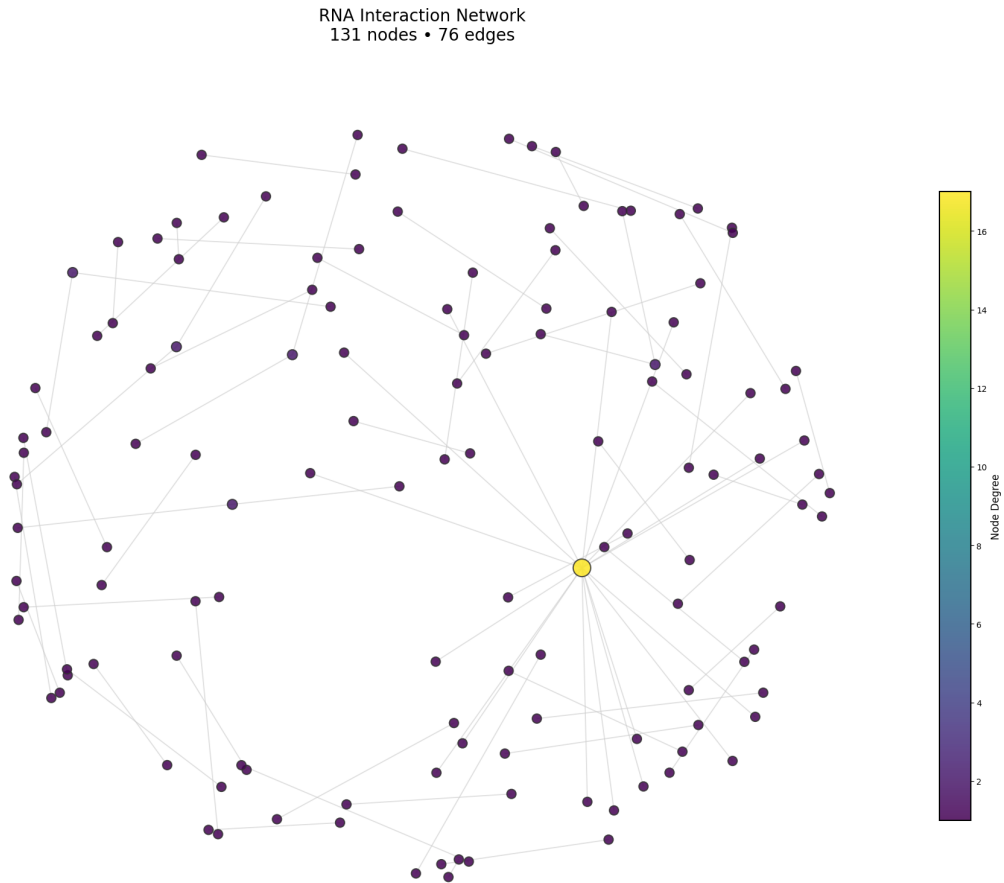 RNA Interaction Network
131 nodes • 76 edges
16
14
12
10
8
6
4
2
Node Degree